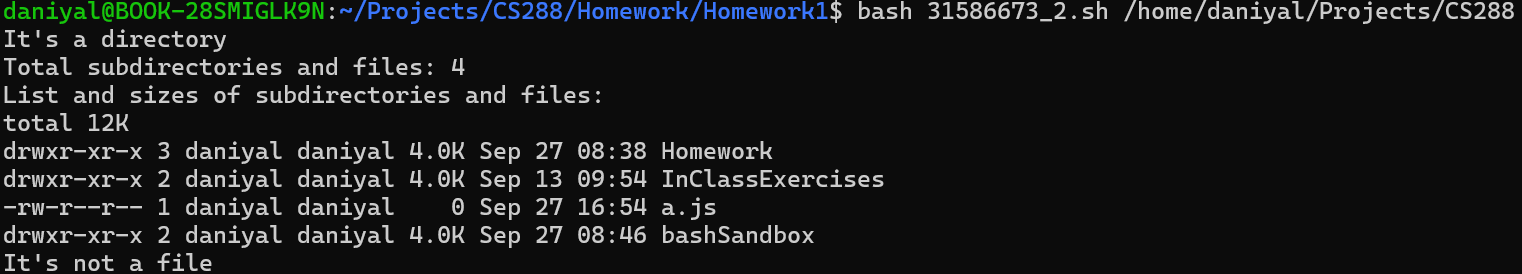 daniyal@BOOK-28SMIGLK9N:~/Projects/CS288/Homework/Homework1$ bash 31586673_2.sh /home/daniyal/Projects/CS288
It's a directory
Total subdirectories and files: 4
List and sizes of subdirectories and files:
total 12K
drwxr-xr-x 3 daniyal daniyal 4.0K Sep 27 08:38 Homework
drwxr-xr-x 2 daniyal daniyal 4.0K Sep 13 09:54 InClassExercises
-rw-r--r-- 1 daniyal daniyal    0 Sep 27 16:54 a.js
drwxr-xr-x 2 daniyal daniyal 4.0K Sep 27 08:46 bashSandbox
It's not a file